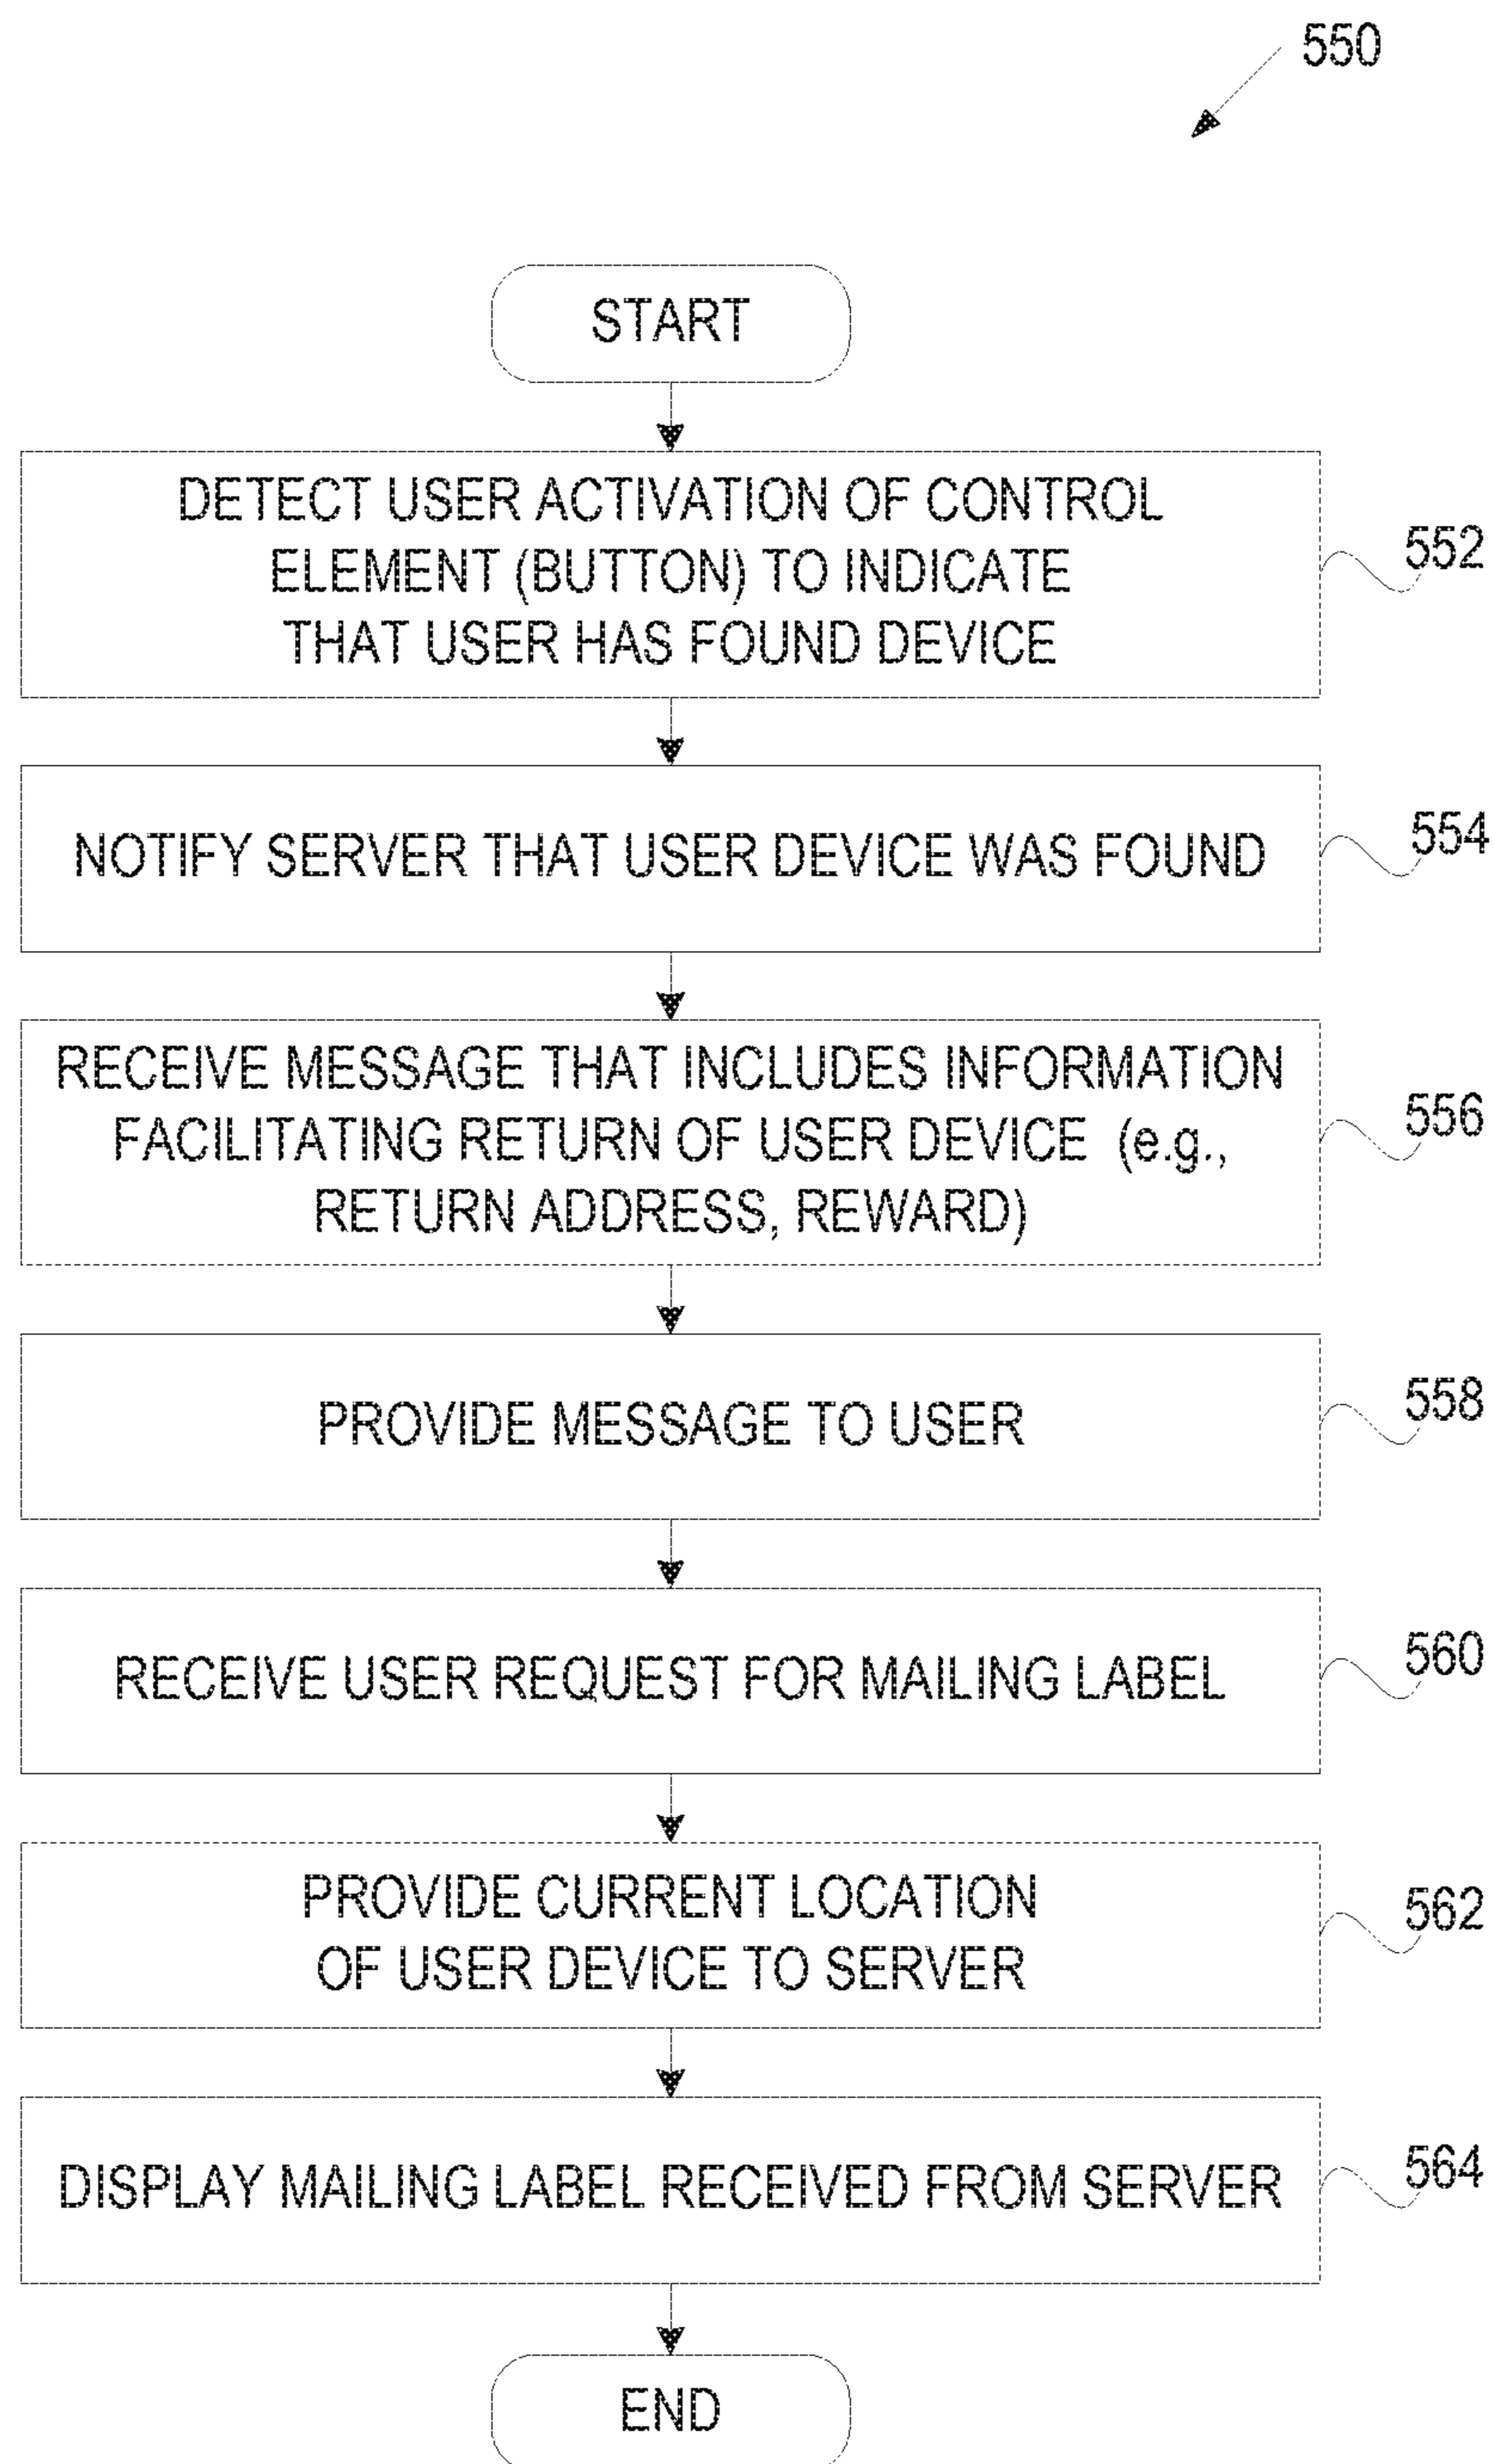 550
START
DETECT USER ACTIVATION OF CONTROL
ELEMENT (BUTTON) TO INDICATE
THAT USER HAS FOUND DEVICE
552
NOTIFY SERVER THAT USER DEVICE WAS FOUND
554
RECEIVE MESSAGE THAT INCLUDES INFORMATION
FACILITATING RETURN OF USER DEVICE (e.g.,
RETURN ADDRESS, REWARD)
556
PROVIDE MESSAGE TO USER
558
RECEIVE USER REQUEST FOR MAILING LABEL
560
PROVIDE CURRENT LOCATION
OF USER DEVICE TO SERVER
562
DISPLAY MAILING LABEL RECEIVED FROM SERVER
564
END